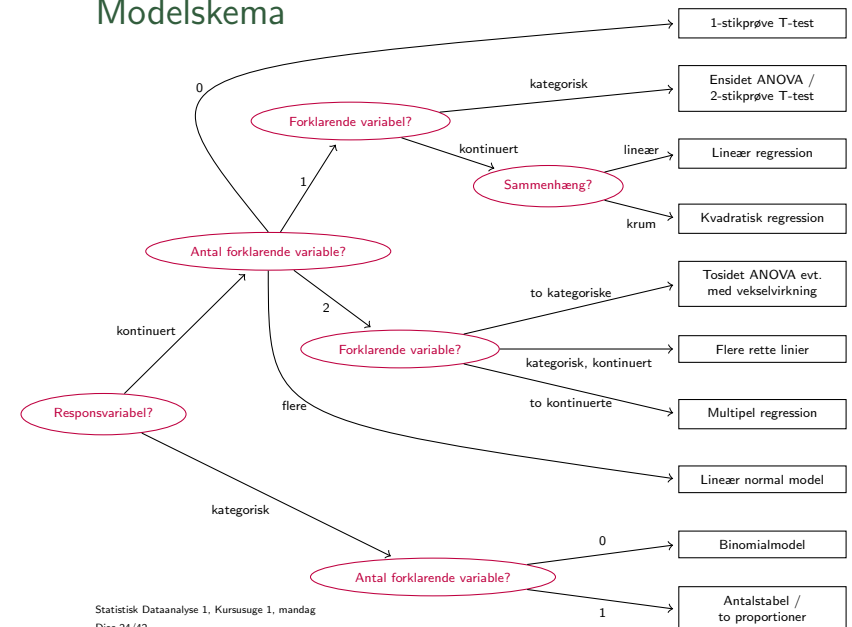 Modelskema
0
1-stikprøve T-test
kategorisk
Ensidet ANOVA /
2-stikprøve T-test
Forklarende variabel?
kontinuert
lineær
Lineær regression
1
Sammenhæng?
krum
Kvadratisk regression
Antal forklarende variable?
to kategoriske
Tosidet ANOVA evt.
med vekselvirkning
2
kontinuert
Forklarende variable?
kategorisk, kontinuert
Flere rette linier
to kontinuerte
Multipel regression
Responsvariabel?
flere
Lineær normal model
kategorisk
0
Binomialmodel
Antal forklarende variable?
1
Antalstabel /
to proportioner
Statistisk Dataanalyse 1, Kursusuge 1, mandag